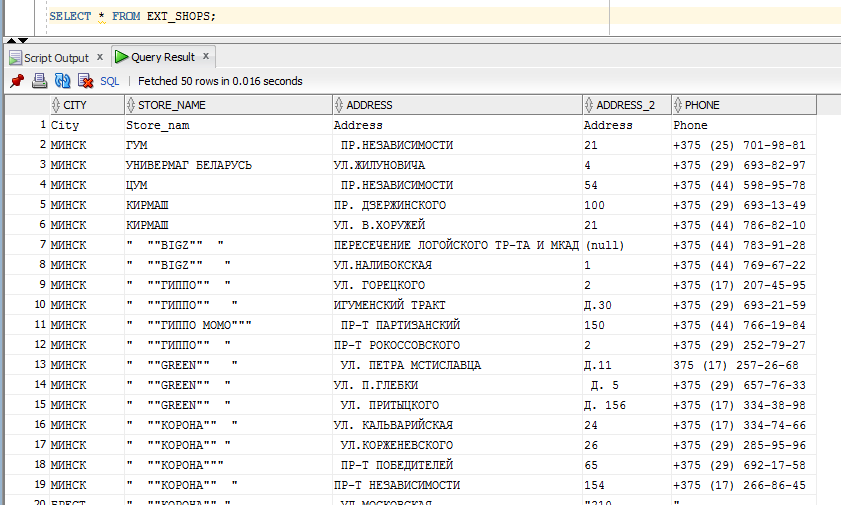 SELECT * FROM EXT_SHOPS;
Script Output x Query Result x
SQL | Fetched 50 rows in 0.016 seconds
CITY STORE_NAME ADDRESS ADDRESS_2 PHONE
1 City Store_nam Address Address Phone
2 МИНСК ГУМ ПР.НЕЗАВИСИМОСТИ 21 +375 (25) 701-98-81
3 МИНСК УНИВЕРМАГ БЕЛАРУСЬ УЛ.ЖИЛУНОВИЧА 4 +375 (29) 693-82-97
4 МИНСК ЦУМ ПР.НЕЗАВИСИМОСТИ 54 +375 (44) 598-95-78
5 МИНСК КИРМАШ ПР. ДЗЕРЖИНСКОГО 100 +375 (29) 693-13-49
6 МИНСК КИРМАШ УЛ. В.ХОРУЖЕЙ 21 +375 (44) 786-82-10
7 МИНСК " ""BIGZ"" " ПЕРЕСЕЧЕНИЕ ЛОГОЙСКОГО ТР-ТА И МКАД (null) +375 (44) 783-91-28
8 МИНСК " ""BIGZ"" " УЛ.НАЛИБОКСКАЯ 1 +375 (44) 769-67-22
9 МИНСК " ""ГИППО"" " УЛ. ГОРЕЦКОГО 2 +375 (17) 207-45-95
10 МИНСК " ""ГИППО"" " ИГУМЕНСКИЙ ТРАКТ Д.30 +375 (29) 693-21-59
11 МИНСК " ""ГИППО МОМО""" ПР-Т ПАРТИЗАНСКИЙ 150 +375 (44) 766-19-84
12 МИНСК " ""ГИППО"" " ПР-Т РОКОССОВСКОГО 2 +375 (29) 252-79-27
13 МИНСК " ""GREEN"" " УЛ. ПЕТРА МСТИСЛАВЦА Д.11 375 (17) 257-26-68
14 МИНСК " ""GREEN"" " УЛ. П.ГЛЕБКИ Д. 5 +375 (29) 657-76-33
15 МИНСК " ""GREEN"" " УЛ. ПРИТЫЦКОГО Д. 156 +375 (17) 334-38-98
16 МИНСК " ""КОРОНА"" " УЛ. КАЛЬВАРИЙСКАЯ 24 +375 (17) 334-74-66
17 МИНСК " ""КОРОНА"" " УЛ.КОРЖЕНЕВСКОГО 26 +375 (29) 285-95-96
18 МИНСК " ""КОРОНА""" ПР-Т ПОБЕДИТЕЛЕЙ 65 +375 (29) 692-17-58
19 МИНСК " ""КОРОНА"" " ПР-Т НЕЗАВИСИМОСТИ 154 +375 (17) 266-86-45
20 БРЕСТ " ""КОРОНА"" " УЛ.МОСКОВСКАЯ "210 "